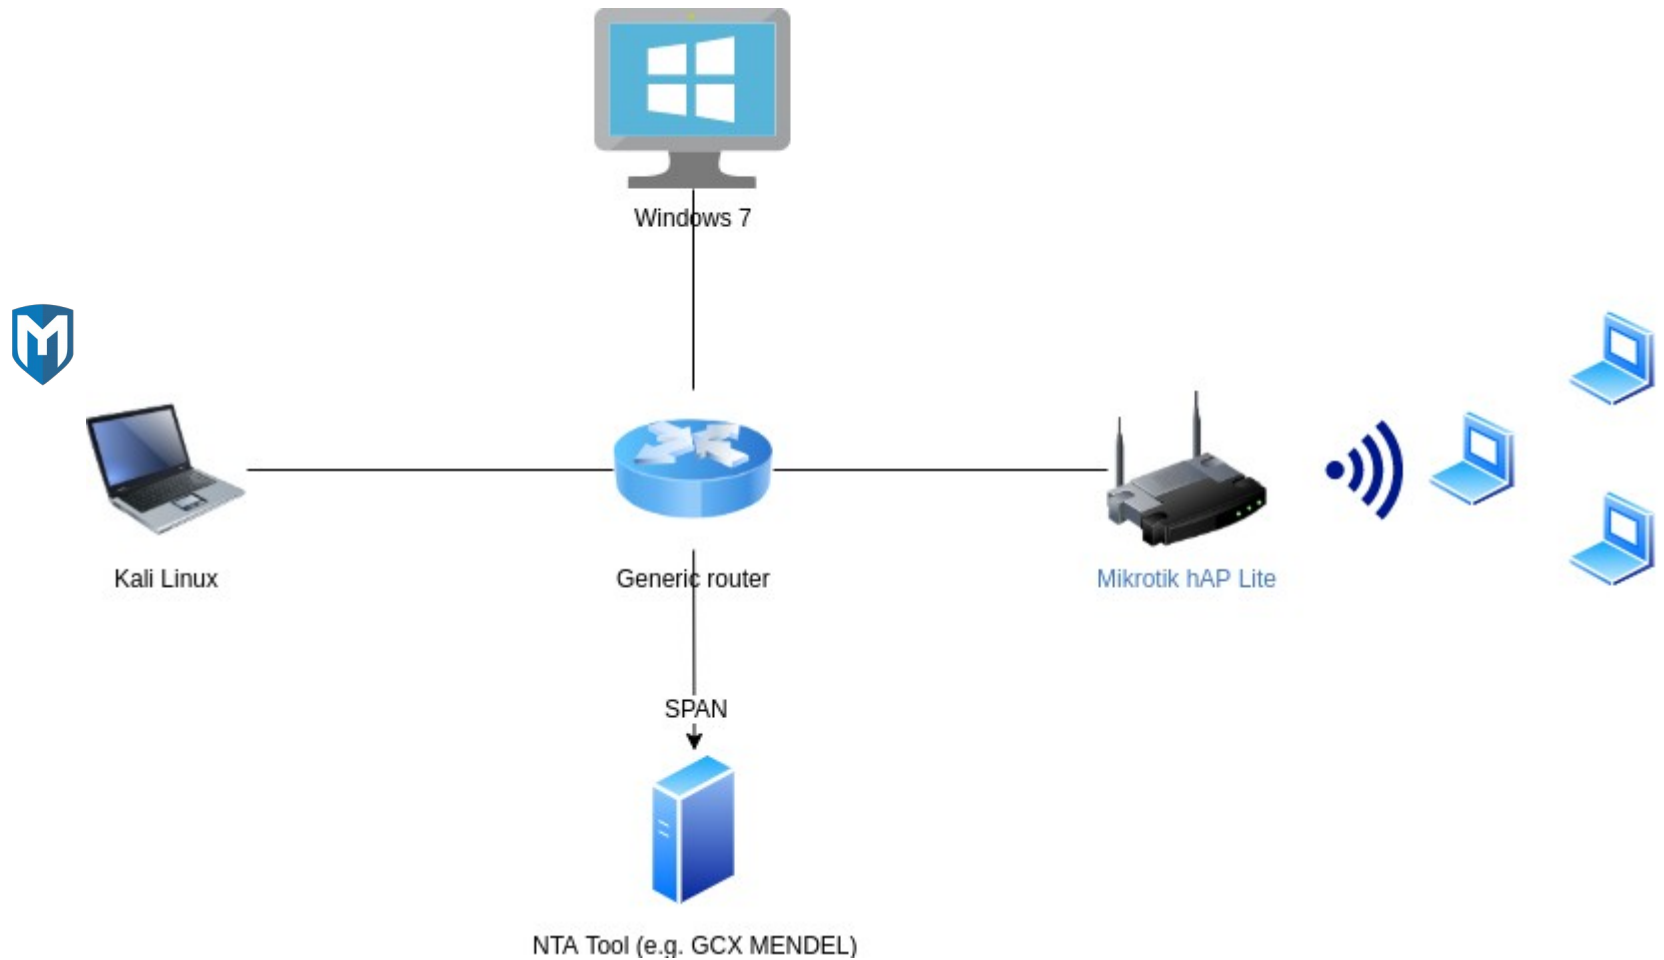 Windows 7
Kali Linux
Generic router
Mikrotik hAP Lite
SPAN
NTA Tool (e.g. GCX MENDEL)